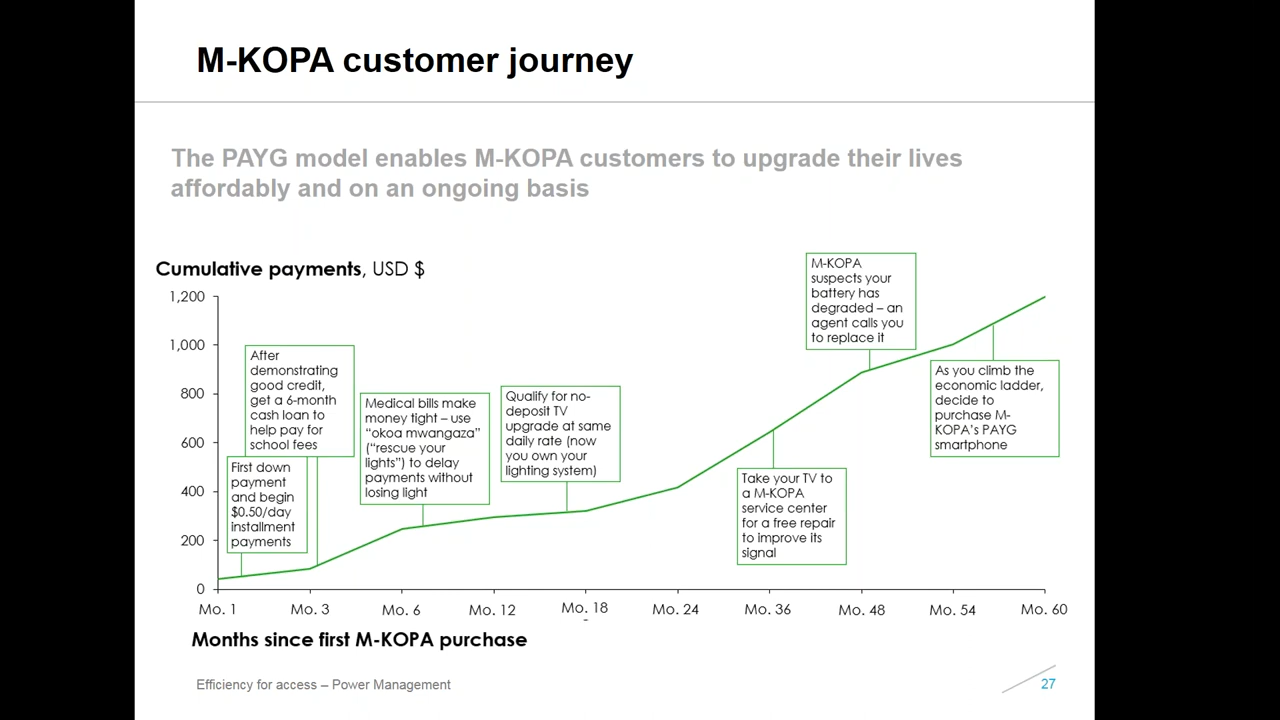 M-KOPA customer journey
The PAYG model enables M-KOPA customers to upgrade their lives
affordably and on an ongoing basis
Cumulative payments, USD $
1,200
1,000
800
600
400
200
0
After
demonstrating
good credit,
get a 6-month
cash loan to
help pay for
school fees
First down
payment
and begin
$0.50/day
installment
payments
Medical bills make
money tight – use
“okoa mwangaza”
(“rescue your
lights”) to delay
payments without
losing light
Qualify for no-
deposit TV
upgrade at same
daily rate (now
you own your
lighting system)
Take your TV to
a M-KOPA
service center
for a free repair
to improve its
signal
M-KOPA
suspects your
battery has
degraded – an
agent calls you
to replace it
As you climb the
economic ladder,
decide to
purchase M-
KOPA’s PAYG
smartphone
Mo. 1
Mo. 3
Mo. 6
Mo. 12
Mo. 18
Mo. 24
Mo. 36
Mo. 48
Mo. 54
Mo. 60
Months since first M-KOPA purchase
Efficiency for access – Power Management
27